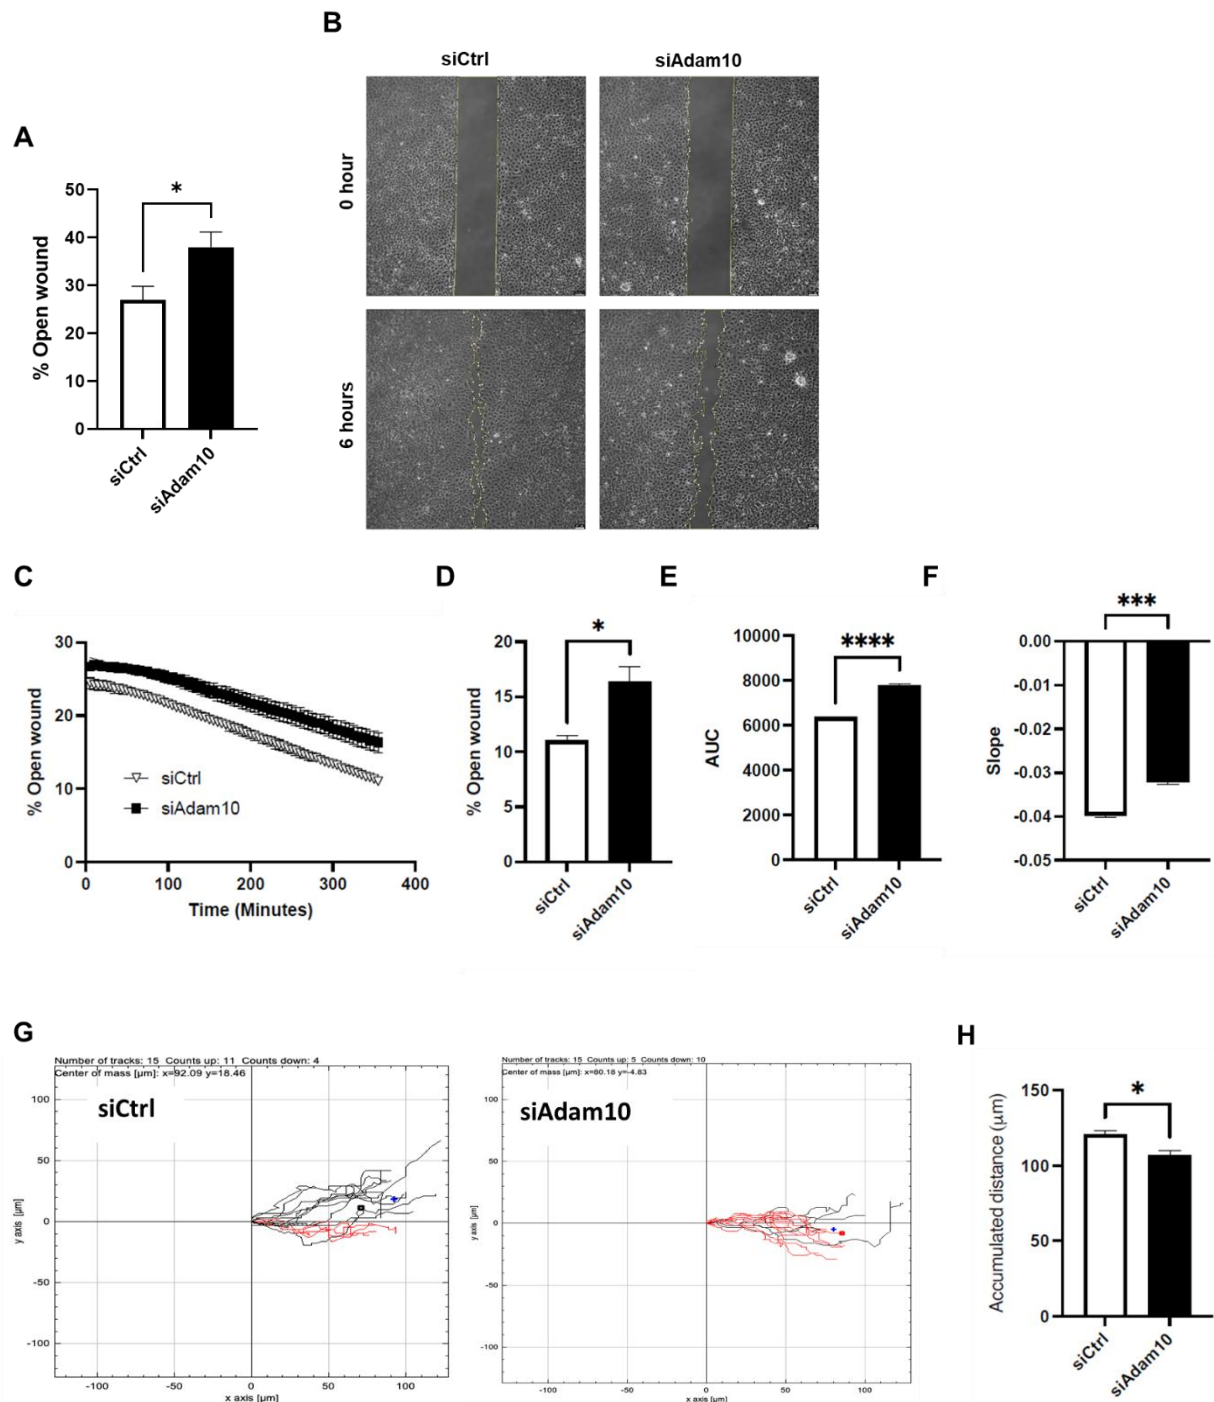 B
siCtrl
siAdam10
0 hour
6 hours
A
% Open wound
50
40
30
20
10
0
*
siCtrl
siAdam10
C
% Open wound
30
20
10
0
siCtrl
siAdam10
0
100
200
300
400
Time (Minutes)
D
% Open wound
20
15
10
5
0
*
siCtrl
siAdam10
E
AUC
10000
8000
6000
4000
2000
0
****
siCtrl
siAdam10
F
Slope
***
0.00
-0.01
-0.02
-0.03
-0.04
-0.05
siCtrl
siAdam10
G
Number of tracks: 15 Counts up: 11 Counts down: 4
Center of mass [µm]: x=92.09 y=18.46
siCtrl
y axis [µm]
100
50
0
-50
-100
-100
-50
0
50
100
x axis [µm]
Number of tracks: 15 Counts up: 5 Counts down: 10
Center of mass [µm]: x=80.18 y=-4.83
siAdam10
y axis [µm]
100
50
0
-50
-100
-100
-50
0
50
100
x axis [µm]
H
Accumulated distance (µm)
150
100
50
0
*
siCtrl
siAdam10